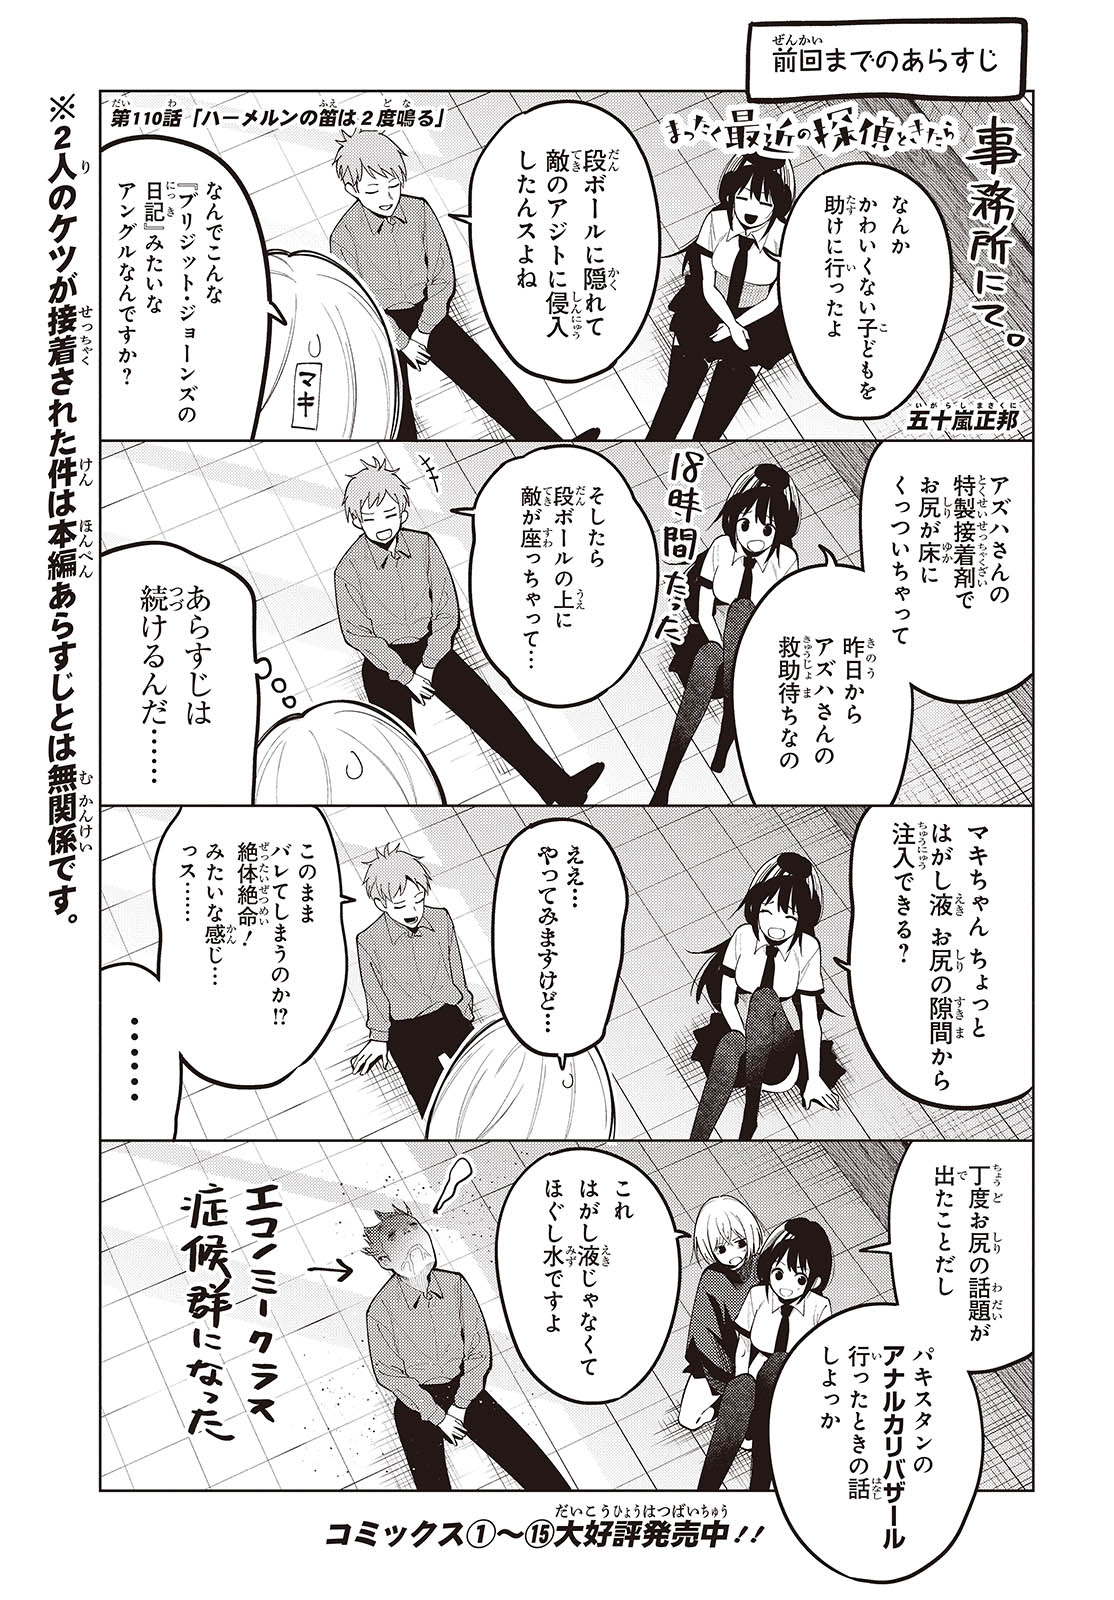 前回までのあらすじ
まったく最近の探偵ときたら
事務所にて。
五十嵐正邦
第110話「ハーメルンの笛は2度鳴る」
※2人のケツが接着された件は本編あらすじとは無関係です。
なんか
かわいくない子どもを
助けに行ったよ
段ボールに隠れて
敵のアジトに侵入
したんスよね
なんでこんな
『ブリジット・ジョーンズの
日記』みたいな
アングルなんですか？
マキ
アズハさんの
特製接着剤で
お尻が床に
くっついちゃって
昨日から
アズハさんの
救助待ちなの
18時間たった
そしたら
段ボールの上に
敵が座っちゃって…
あらすじは
続けるんだ……
マキちゃん ちょっと
はがし液 お尻の隙間から
注入できる？
ええ…
やってみますけど…
このまま
バレてしまうのか!?
絶体絶命！
みたいな感じ…
っス……
……
丁度お尻の話題が
出たことだし
パキスタンの
アナルカリバザール
行ったときの話
しよっか
これ
はがし液じゃなくて
ほぐし水ですよ
エコノミークラス
症候群になった
コミックス①～⑮大好評発売中!!